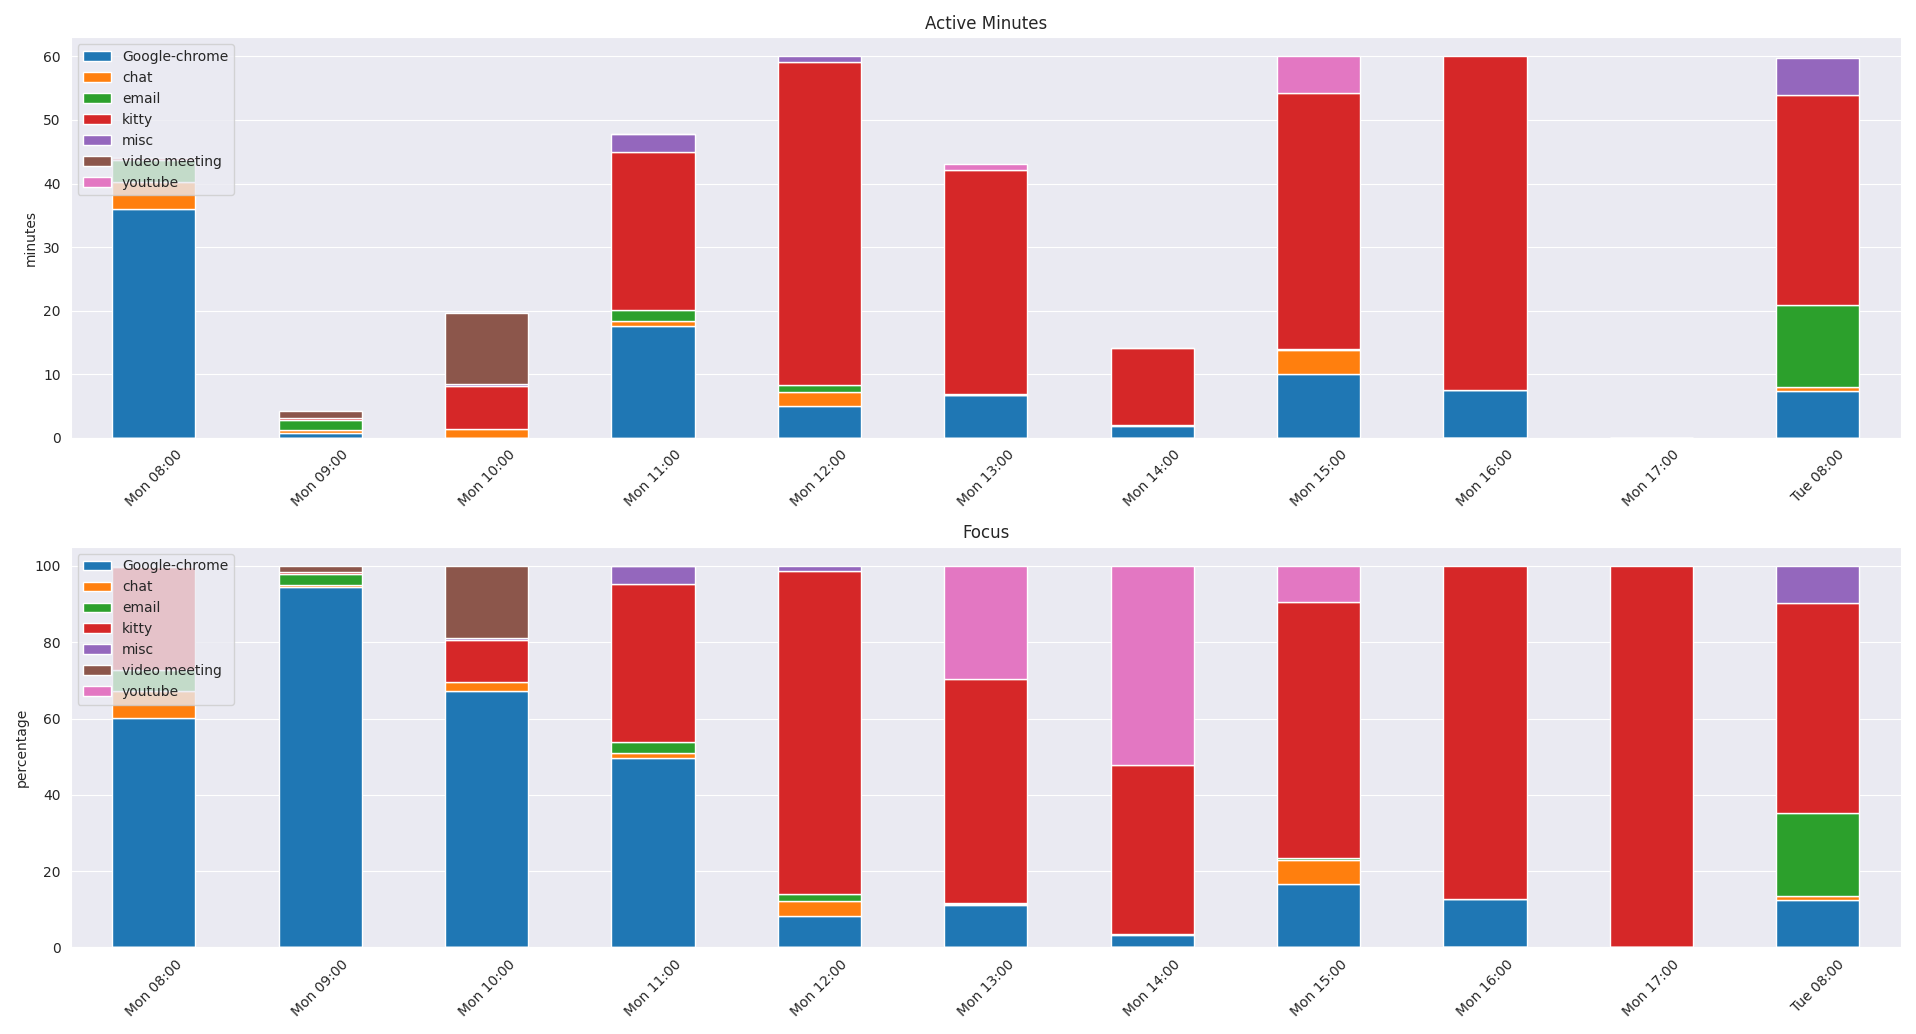 Active Minutes
Google-chrome
chat
email
kitty
misc
video meeting
youtube
minutes
60
50
40
30
20
10
0
Mon 08:00
Mon 09:00
Mon 10:00
Mon 11:00
Mon 12:00
Mon 13:00
Mon 14:00
Mon 15:00
Mon 16:00
Mon 17:00
Tue 08:00
Focus
Google-chrome
chat
email
kitty
misc
video meeting
youtube
percentage
100
80
60
40
20
0
Mon 08:00
Mon 09:00
Mon 10:00
Mon 11:00
Mon 12:00
Mon 13:00
Mon 14:00
Mon 15:00
Mon 16:00
Mon 17:00
Tue 08:00